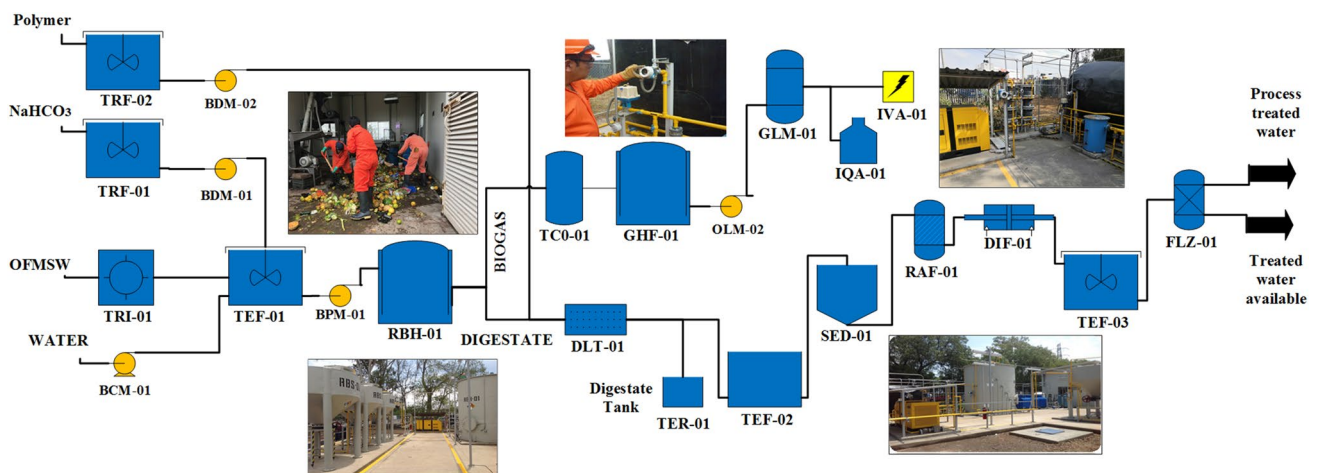 Polymer
TRF-02
BDM-02
NaHCO3
TRF-01
BDM-01
OFMSW
TRI-01
WATER
BCM-01
TEF-01
BPM-01
RBH-01
BIOGAS
DIGESTATE
TC0-01
GHF-01
OLM-02
GLM-01
IVA-01
IQA-01
DLT-01
Digestate
Tank
TER-01
TEF-02
SED-01
RAF-01
DIF-01
TEF-03
FLZ-01
Process
treated
water
Treated
water
available